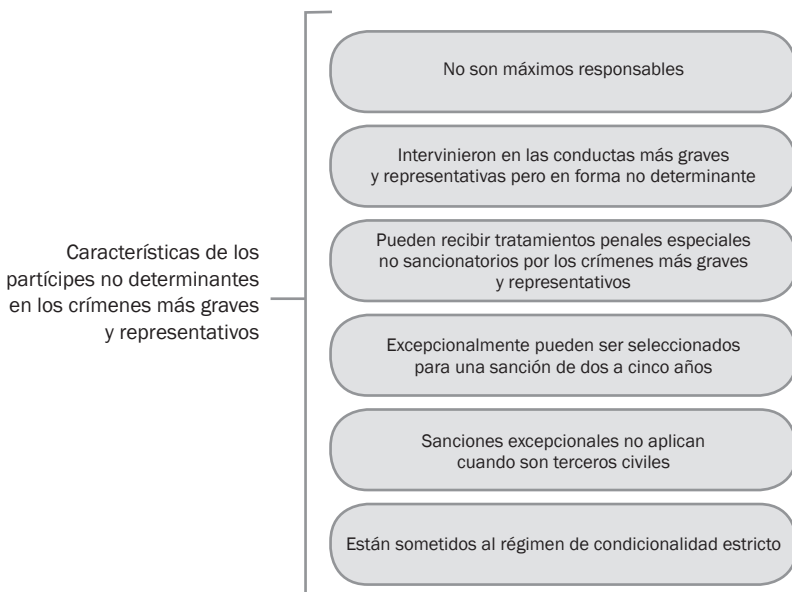 Características de los
partícipes no determinantes
en los crímenes más graves
y representativos
No son máximos responsables
Intervinieron en las conductas más graves
y representativas pero en forma no determinante
Pueden recibir tratamientos penales especiales
no sancionatorios por los crímenes más graves
y representativos
Excepcionalmente pueden ser seleccionados
para una sanción de dos a cinco años
Sanciones excepcionales no aplican
cuando son terceros civiles
Están sometidos al régimen de condicionalidad estricto